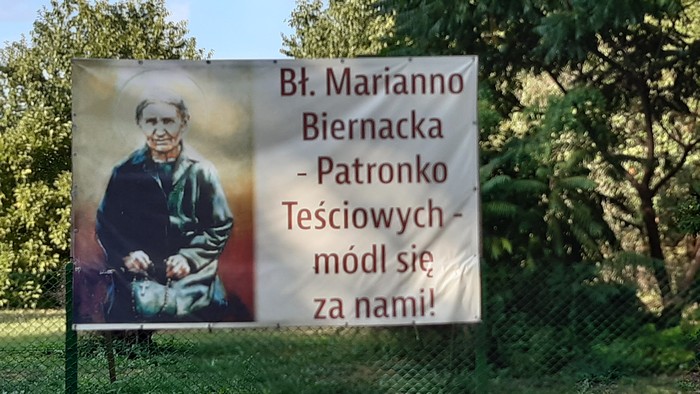 Bł. Marianno
Biernacka
- Patronko
Teściowych -
módl się
za nami!